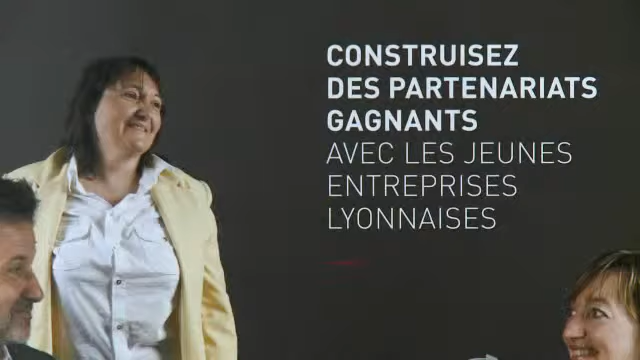 CONSTRUISEZ
DES PARTENARIATS
GAGNANTS
AVEC LES JEUNES
ENTREPRISES
LYONNAISES